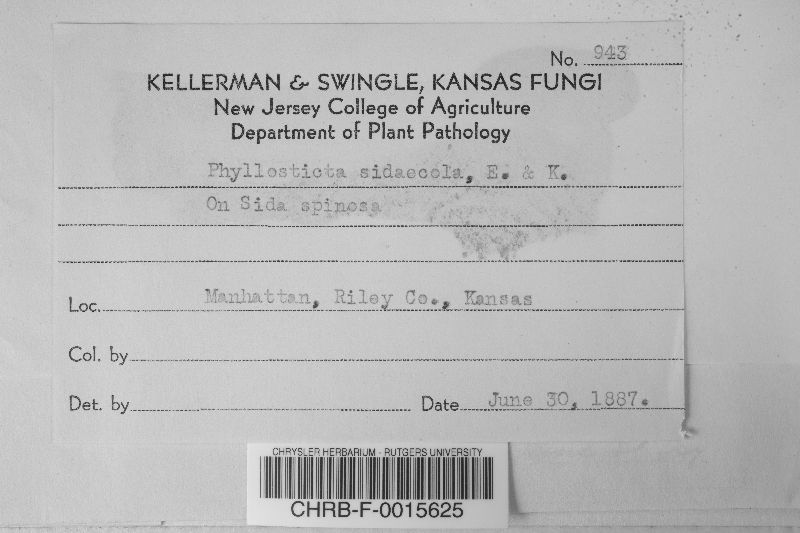 No. 943
KELLERMAN & SWINGLE, KANSAS FUNGI
New Jersey College of Agriculture
Department of Plant Pathology
Phyllosticta sidaecola, E. & K.
On Sida spinosa
Loc. Manhattan, Riley Co., Kansas
Col. by
Det. by Date June 30, 1887.
CHRYSLER HERBARIUM - RUTGERS UNIVERSITY
CHRB-F-0015625